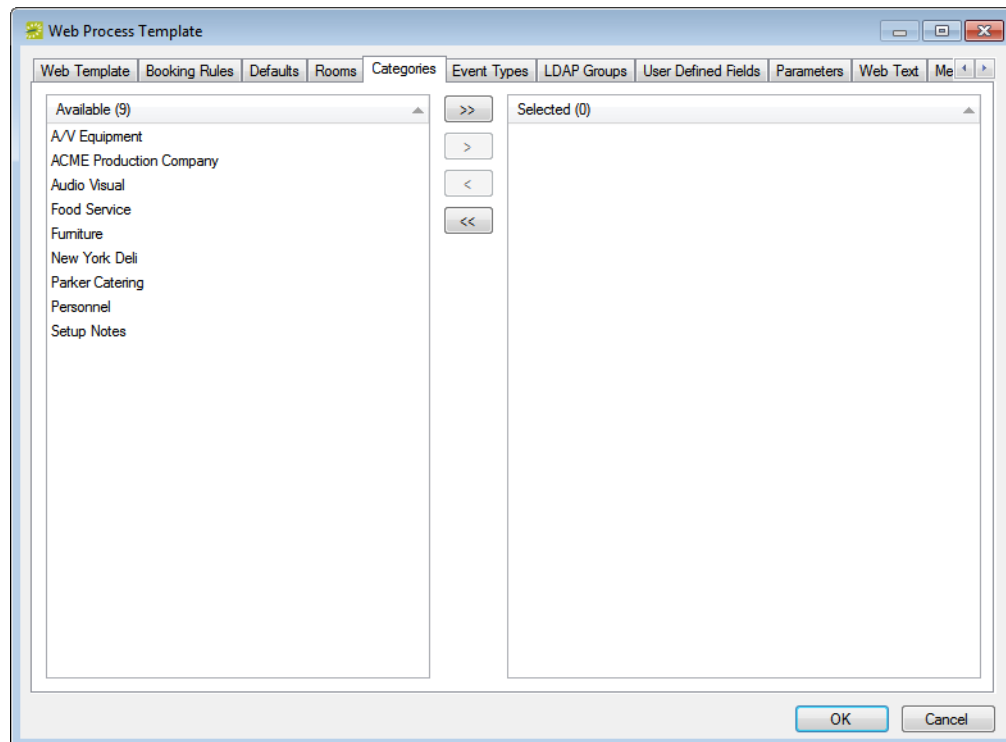 Web Process Template
Web Template Booking Rules Defaults Rooms Categories Event Types LDAP Groups User Defined Fields Parameters Web Text Me
Available (9)
>>
Selected (0)
A/V Equipment
>
ACME Production Company
Audio Visual
<
Food Service
<<
Furniture
New York Deli
Parker Catering
Personnel
Setup Notes
OK Cancel